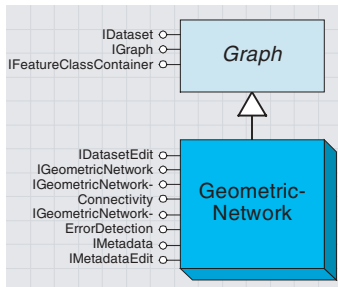 IDataset
IGraph
IFeatureClassContainer
Graph
IDatasetEdit
IGeometricNetwork
IGeometricNetwork-
Connectivity
IGeometricNetwork-
ErrorDetection
IMetadata
IMetadataEdit
Geometric-
Network